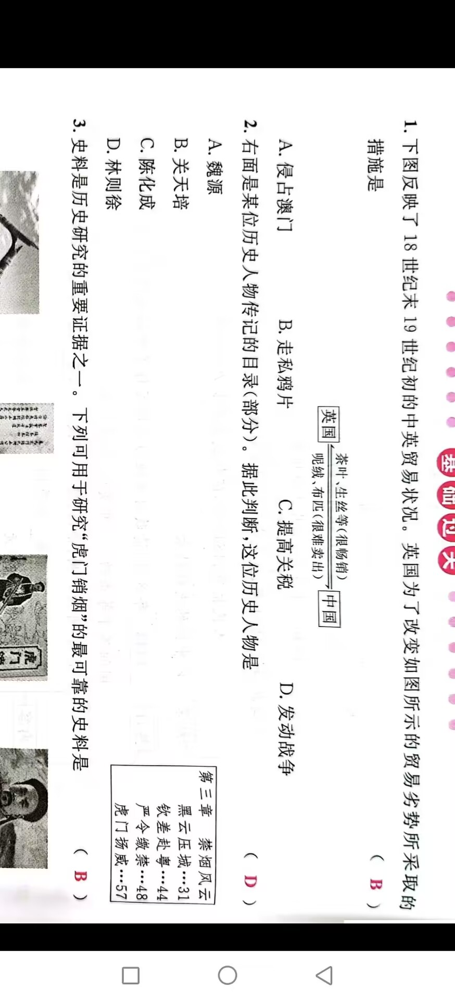 基础过关
1. 下图反映了 18 世纪末 19 世纪初的中英贸易状况。英国为了改变如图所示的贸易劣势所采取的
措施是 ( B )
茶叶、生丝等(很畅销)
英国 中国
呢绒、布匹(很难卖出)
A. 侵占澳门 B. 走私鸦片 C. 提高关税 D. 发动战争
2. 右面是某位历史人物传记的目录(部分)。据此判断,这位历史人物是 ( D )
A. 魏源
B. 关天培
C. 陈化成
D. 林则徐
第三章 禁烟风云
黑云压城…31
钦差赴粤…44
严令缴禁…48
虎门扬威…57
3. 史料是历史研究的重要证据之一。下列可用于研究“虎门销烟”的最可靠的史料是 ( B )
虎门